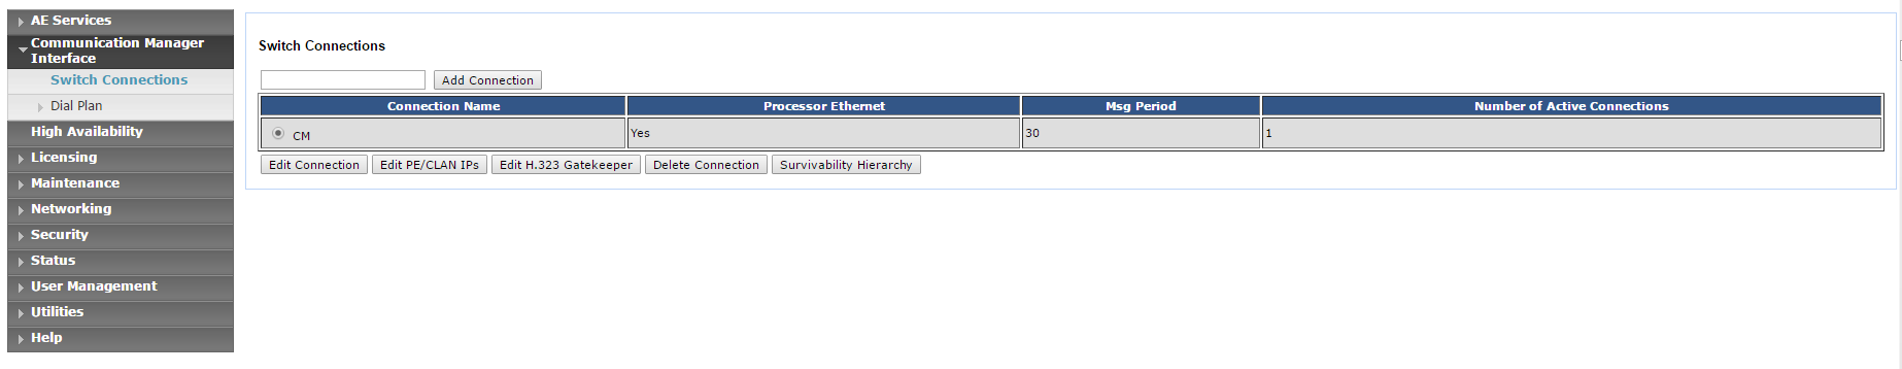 AE Services
Communication Manager
Interface
Switch Connections
Dial Plan
High Availability
Licensing
Maintenance
Networking
Security
Status
User Management
Utilities
Help
Switch Connections
Add Connection
Connection Name Processor Ethernet Msg Period Number of Active Connections
CM Yes 30 1
Edit Connection Edit PE/CLAN IPs Edit H.323 Gatekeeper Delete Connection Survivability Hierarchy